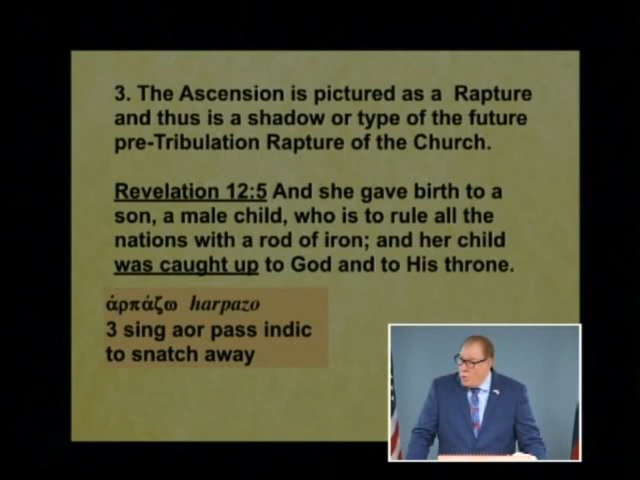 3. The Ascension is pictured as a Rapture
and thus is a shadow or type of the future
pre-Tribulation Rapture of the Church.
Revelation 12:5 And she gave birth to a
son, a male child, who is to rule all the
nations with a rod of iron; and her child
was caught up to God and to His throne.
ἁρπάζω harpazo
3 sing aor pass indic
to snatch away